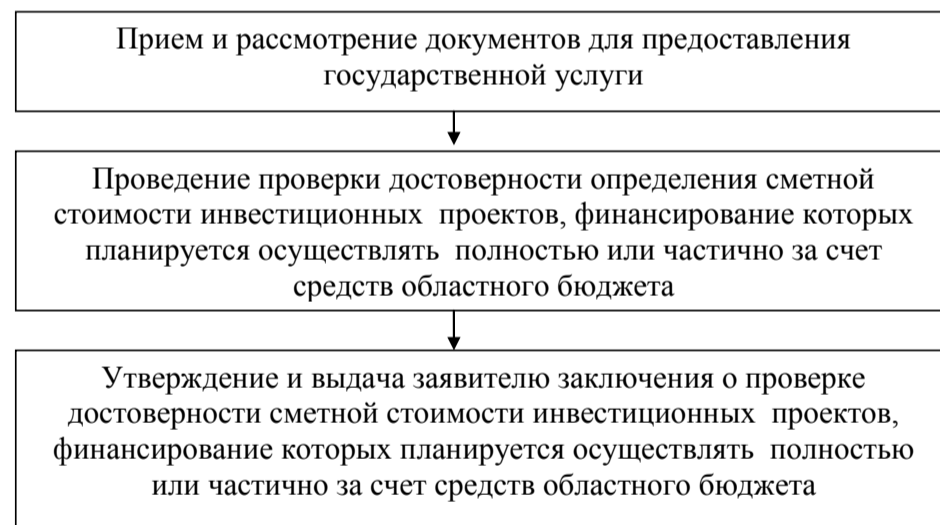 Прием и рассмотрение документов для предоставления
государственной услуги
Проведение проверки достоверности определения сметной
стоимости инвестиционных проектов, финансирование которых
планируется осуществлять полностью или частично за счет
средств областного бюджета
Утверждение и выдача заявителю заключения о проверке
достоверности сметной стоимости инвестиционных проектов,
финансирование которых планируется осуществлять полностью
или частично за счет средств областного бюджета